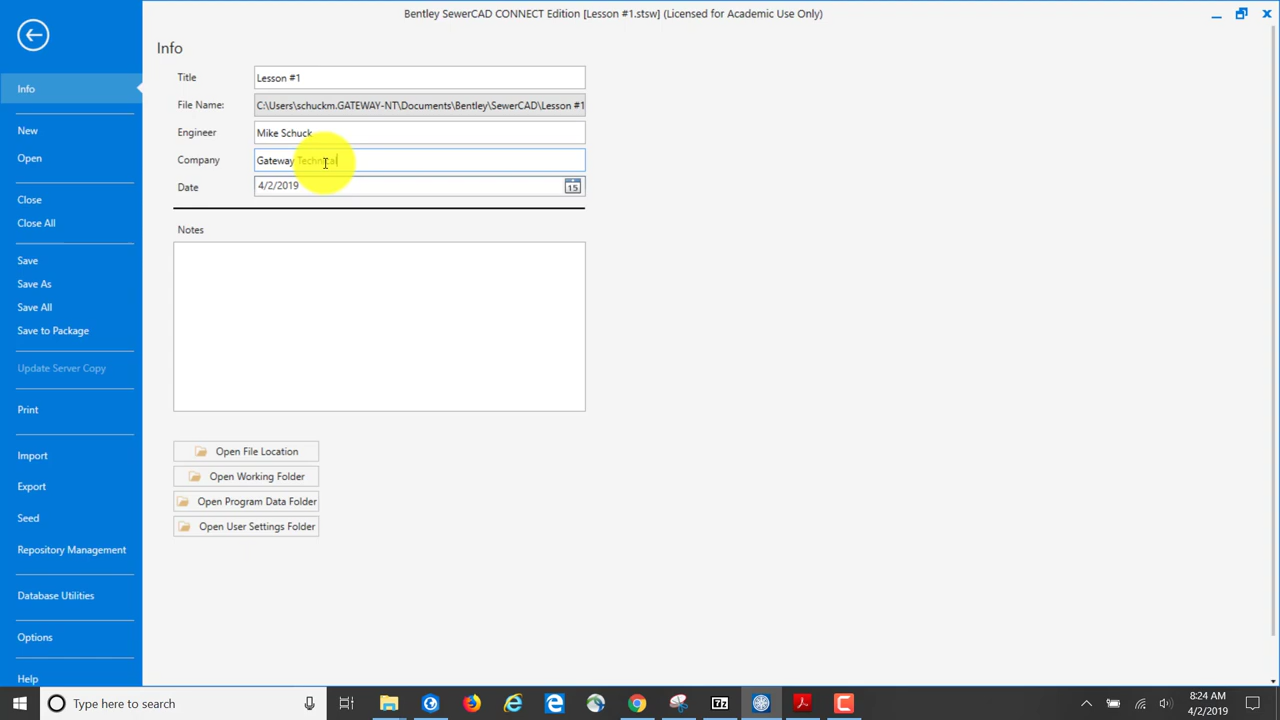 Bentley SewerCAD CONNECT Edition [Lesson #1.stsw] (Licensed for Academic Use Only)
Info
Info
New
Open
Close
Close All
Save
Save As
Save All
Save to Package
Update Server Copy
Print
Import
Export
Seed
Repository Management
Database Utilities
Options
Help
Title Lesson #1
File Name: C:\Users\schuckm.GATEWAY-NT\Documents\Bentley\SewerCAD\Lesson #1
Engineer Mike Schuck
Company Gateway Technical
Date 4/2/2019 15
Notes
Open File Location
Open Working Folder
Open Program Data Folder
Open User Settings Folder
Type here to search
7z
8:24 AM
4/2/2019